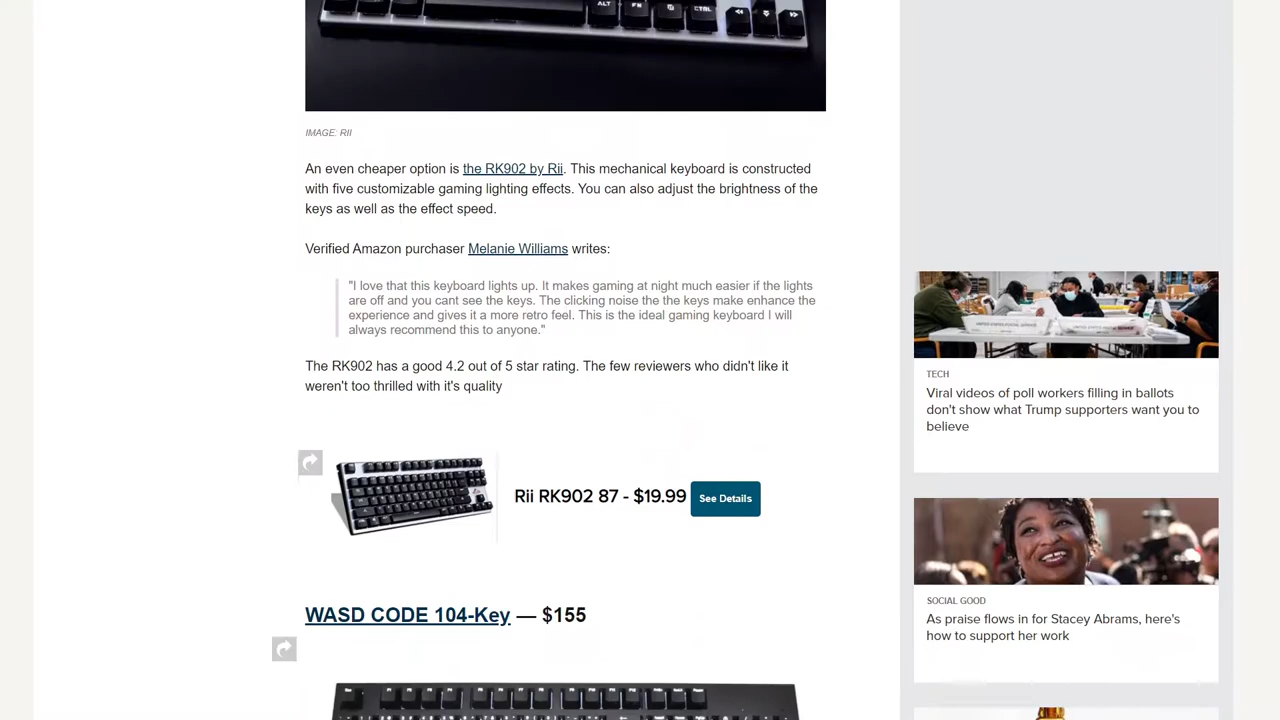 ALT
FN
CTRL
IMAGE: RII
An even cheaper option is the RK902 by Rii. This mechanical keyboard is constructed
with five customizable gaming lighting effects. You can also adjust the brightness of the
keys as well as the effect speed.
Verified Amazon purchaser Melanie Williams writes:
"I love that this keyboard lights up. It makes gaming at night much easier if the lights
are off and you cant see the keys. The clicking noise the the keys make enhance the
experience and gives it a more retro feel. This is the ideal gaming keyboard I will
always recommend this to anyone."
The RK902 has a good 4.2 out of 5 star rating. The few reviewers who didn't like it
weren't too thrilled with it's quality
Rii RK902 87 - $19.99
See Details
WASD CODE 104-Key — $155
UNITED STATES POSTAL SERVICE
TECH
Viral videos of poll workers filling in ballots
don't show what Trump supporters want you to
believe
SOCIAL GOOD
As praise flows in for Stacey Abrams, here's
how to support her work